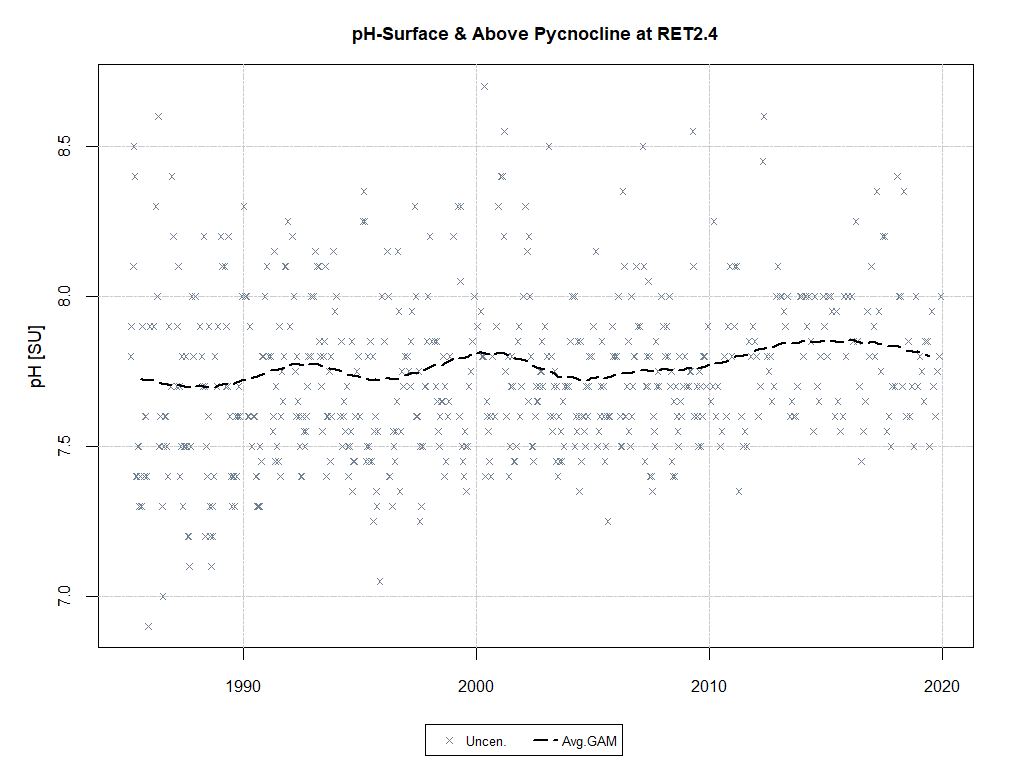 pH-Surface & Above Pycnocline at RET2.4
pH [SU]
8.5
8.0
7.5
7.0
1990 2000 2010 2020
Uncen. Avg.GAM